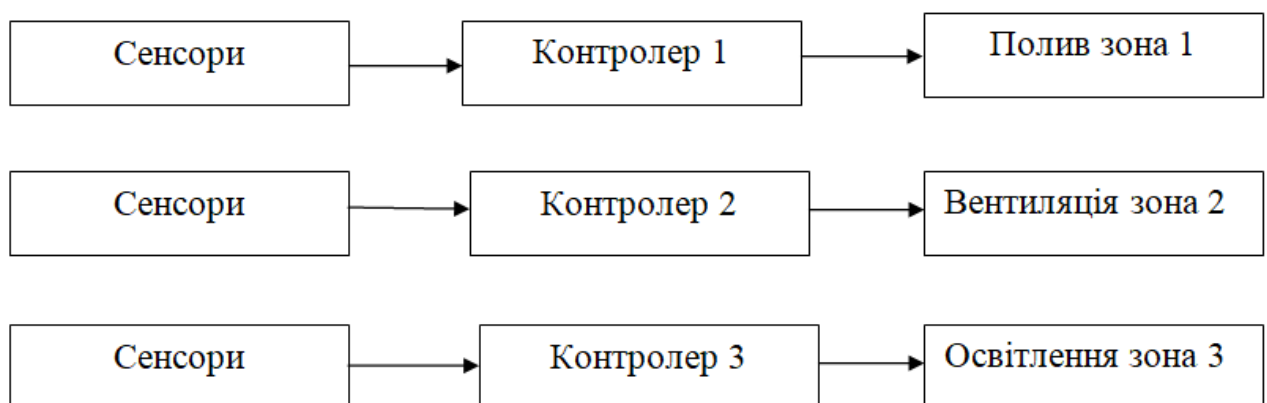 Сенсори
Контролер 1
Полив зона 1
Сенсори
Контролер 2
Вентиляція зона 2
Сенсори
Контролер 3
Освітлення зона 3